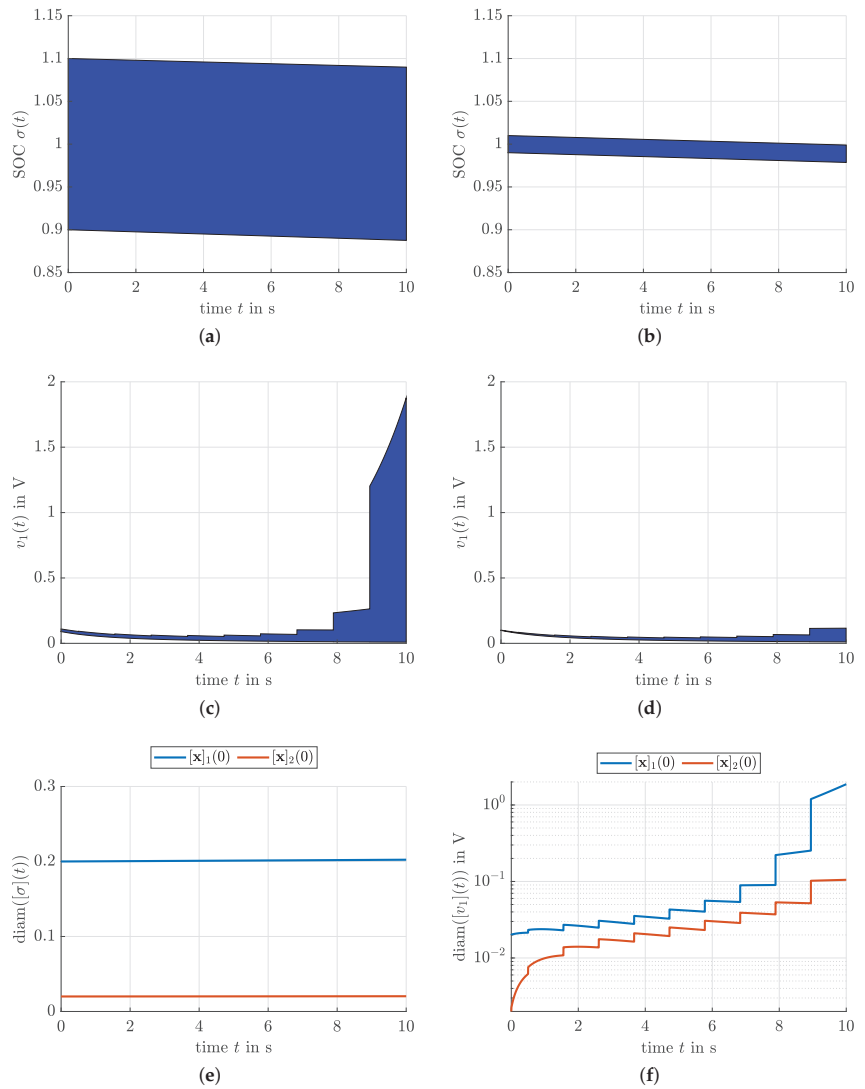 1.15
1.1
1.05
1
0.95
0.9
0.85
SOC σ(t)
0 2 4 6 8 10
time t in s
(a)
1.15
1.1
1.05
1
0.95
0.9
0.85
SOC σ(t)
0 2 4 6 8 10
time t in s
(b)
2
1.5
1
0.5
0
v₁(t) in V
0 2 4 6 8 10
time t in s
(c)
2
1.5
1
0.5
0
v₁(t) in V
0 2 4 6 8 10
time t in s
(d)
[x]₁(0) [x]₂(0)
0.3
0.2
0.1
0
diam([σ](t))
0 2 4 6 8 10
time t in s
(e)
[x]₁(0) [x]₂(0)
10⁰
10⁻¹
10⁻²
diam([v₁](t)) in V
0 2 4 6 8 10
time t in s
(f)